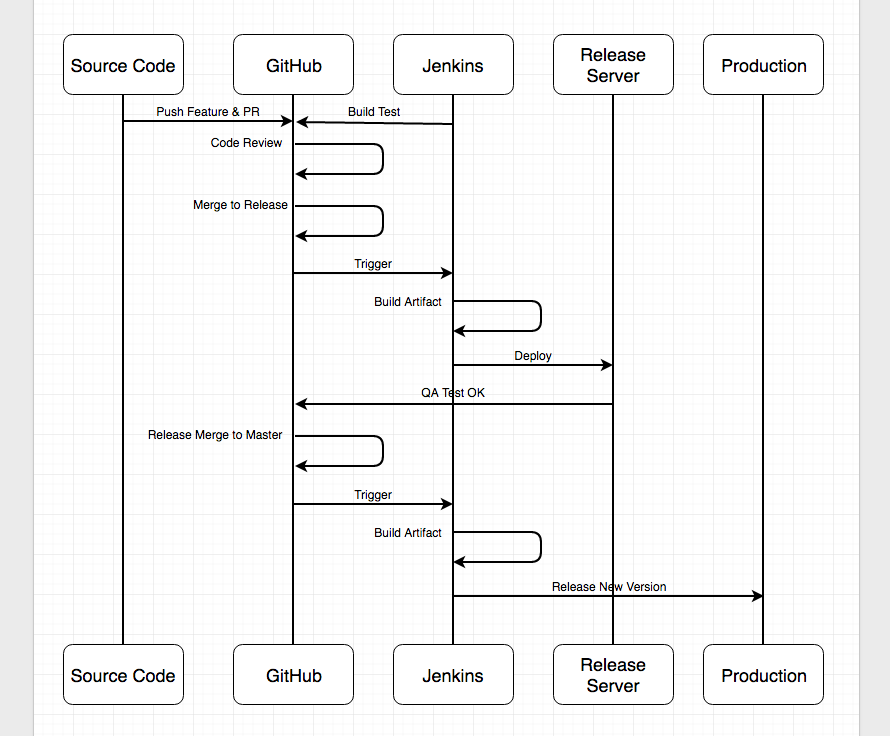 Source Code
GitHub
Jenkins
Release
Server
Production
Push Feature & PR
Build Test
Code Review
Merge to Release
Trigger
Build Artifact
Deploy
QA Test OK
Release Merge to Master
Trigger
Build Artifact
Release New Version
Source Code
GitHub
Jenkins
Release
Server
Production